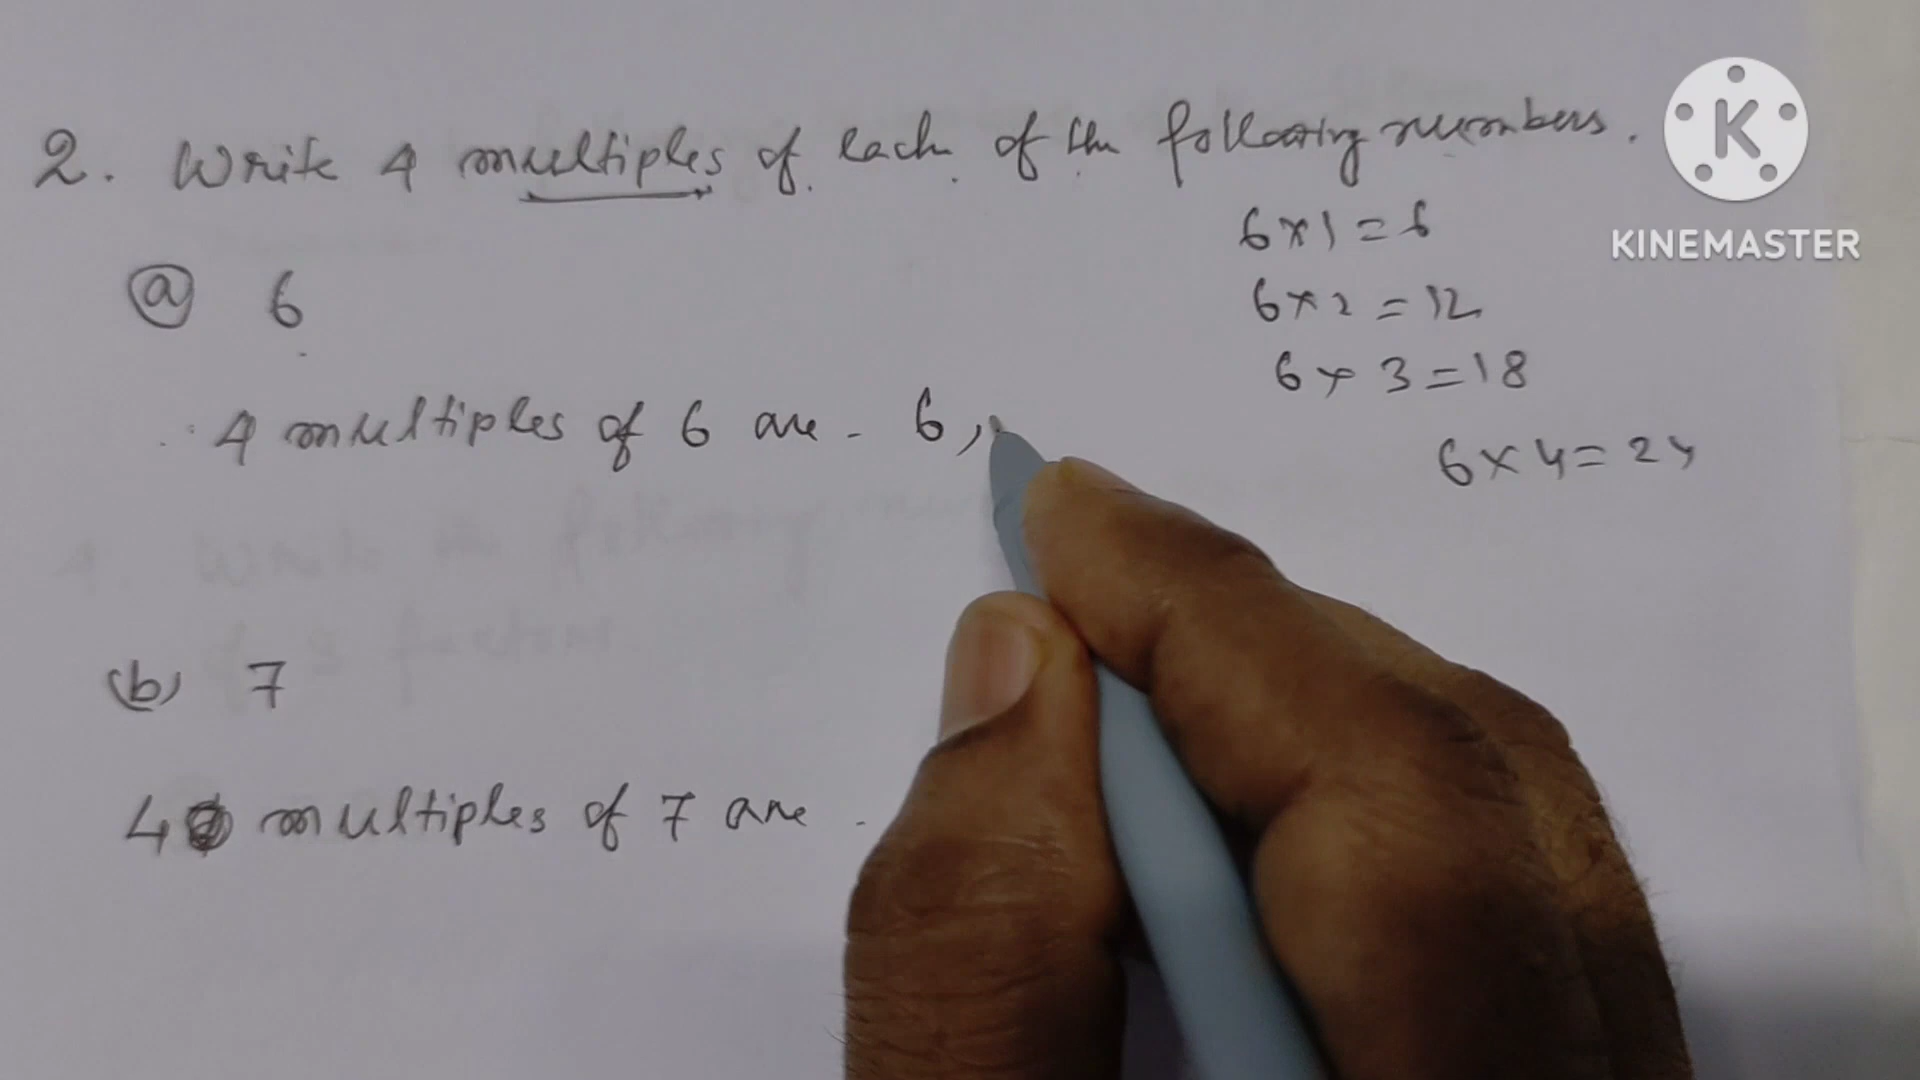 2. Write 4 multiples of each of the following numbers.
K
KINEMASTER
6 × 1 = 6
(a) 6
6 × 2 = 12
6 × 3 = 18
4 multiples of 6 are - 6,
6 × 4 = 24
(b) 7
4 multiples of 7 are -